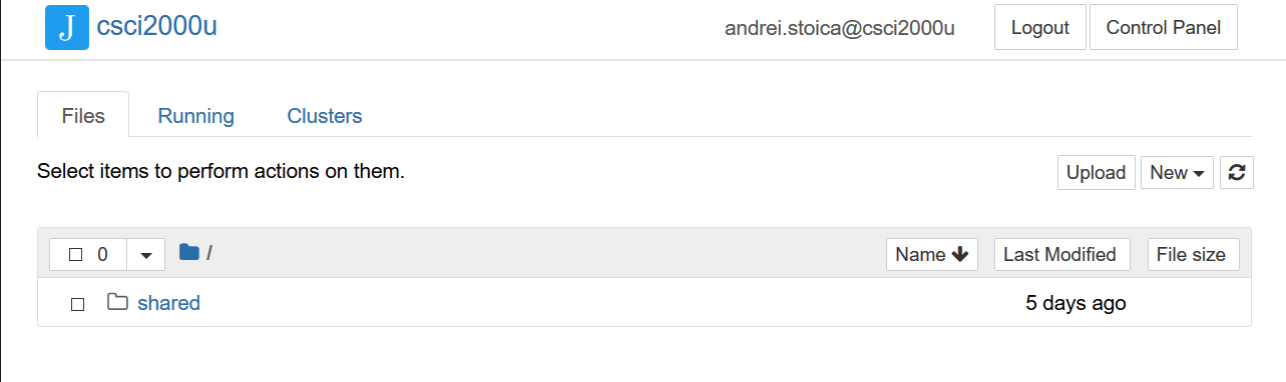 J csci2000u andrei.stoica@csci2000u Logout Control Panel
Files Running Clusters
Select items to perform actions on them. Upload New
0 / Name Last Modified File size
shared 5 days ago